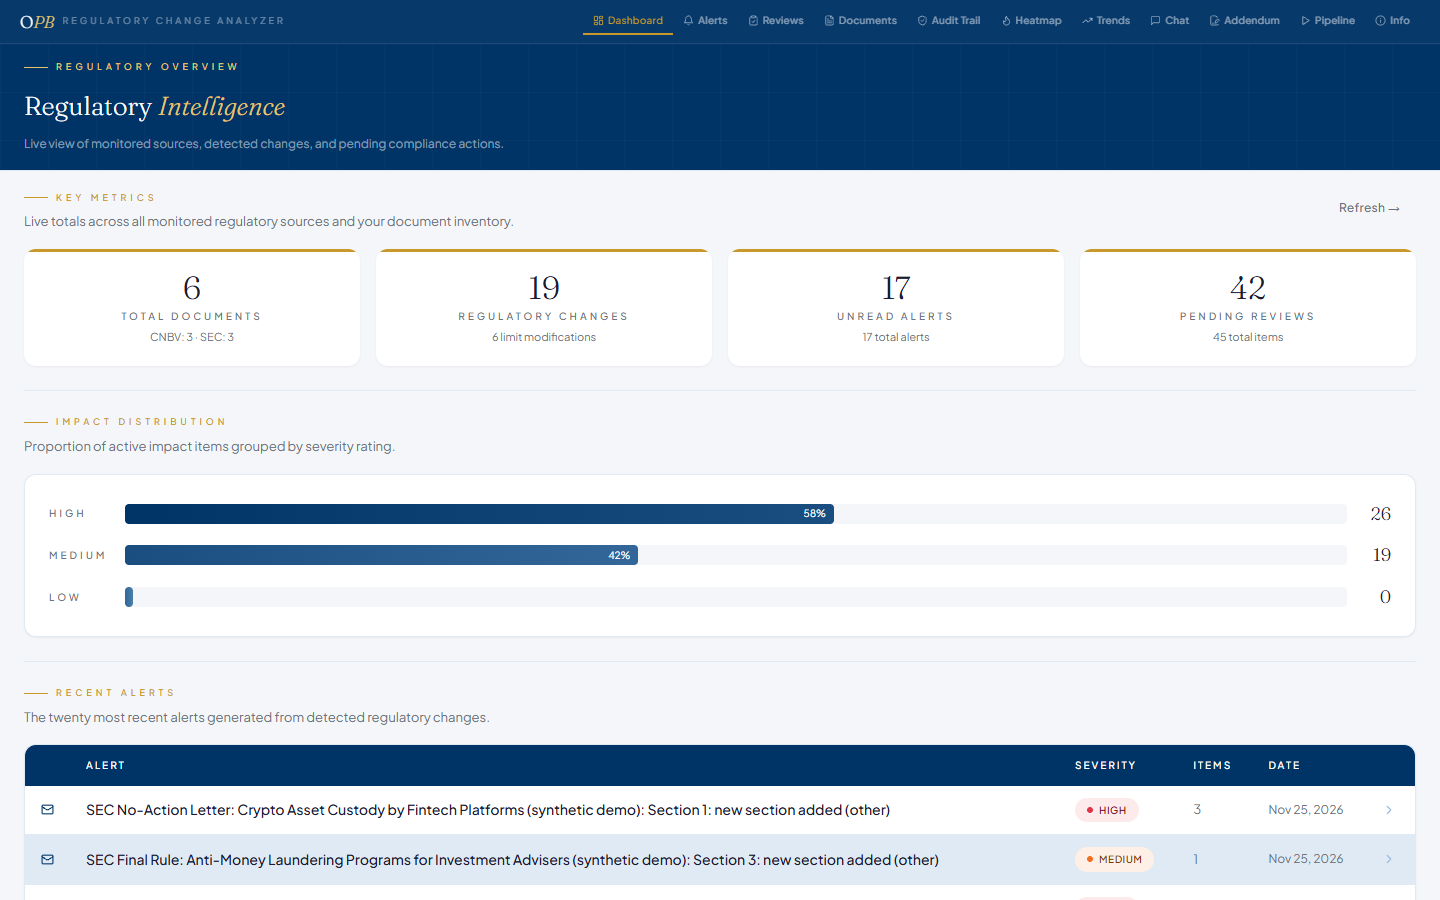 OPB REGULATORY CHANGE ANALYZER
Dashboard Alerts Reviews Documents Audit Trail Heatmap Trends Chat Addendum Pipeline Info
REGULATORY OVERVIEW
Regulatory Intelligence
Live view of monitored sources, detected changes, and pending compliance actions.
KEY METRICS
Live totals across all monitored regulatory sources and your document inventory.
Refresh →
6
TOTAL DOCUMENTS
CNBV: 3 · SEC: 3
19
REGULATORY CHANGES
6 limit modifications
17
UNREAD ALERTS
17 total alerts
42
PENDING REVIEWS
45 total items
IMPACT DISTRIBUTION
Proportion of active impact items grouped by severity rating.
HIGH 58% 26
MEDIUM 42% 19
LOW 0
RECENT ALERTS
The twenty most recent alerts generated from detected regulatory changes.
ALERT SEVERITY ITEMS DATE
SEC No-Action Letter: Crypto Asset Custody by Fintech Platforms (synthetic demo): Section 1: new section added (other) HIGH 3 Nov 25, 2026
SEC Final Rule: Anti-Money Laundering Programs for Investment Advisers (synthetic demo): Section 3: new section added (other) MEDIUM 1 Nov 25, 2026